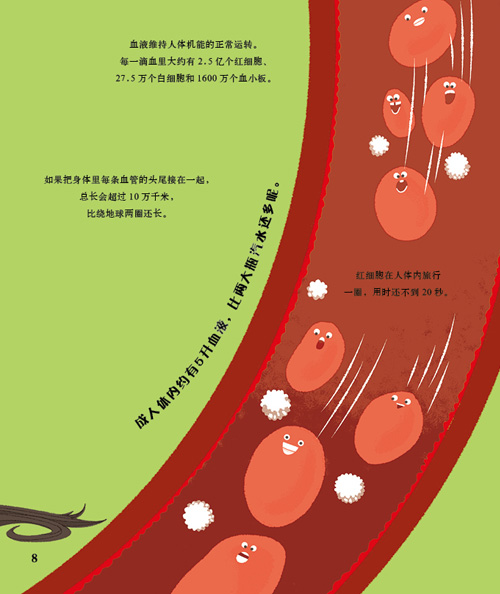 血液维持人体机能的正常运转。
每一滴血里大约有 2.5 亿个红细胞、
27.5 万个白细胞和 1600 万个血小板。
如果把身体里每条血管的头尾接在一起，
总长会超过 10 万千米，
比绕地球两圈还长。
成人体内约有5升血液，比两大瓶汽水还多呢。
红细胞在人体内旅行
一圈，用时还不到 20 秒。
8